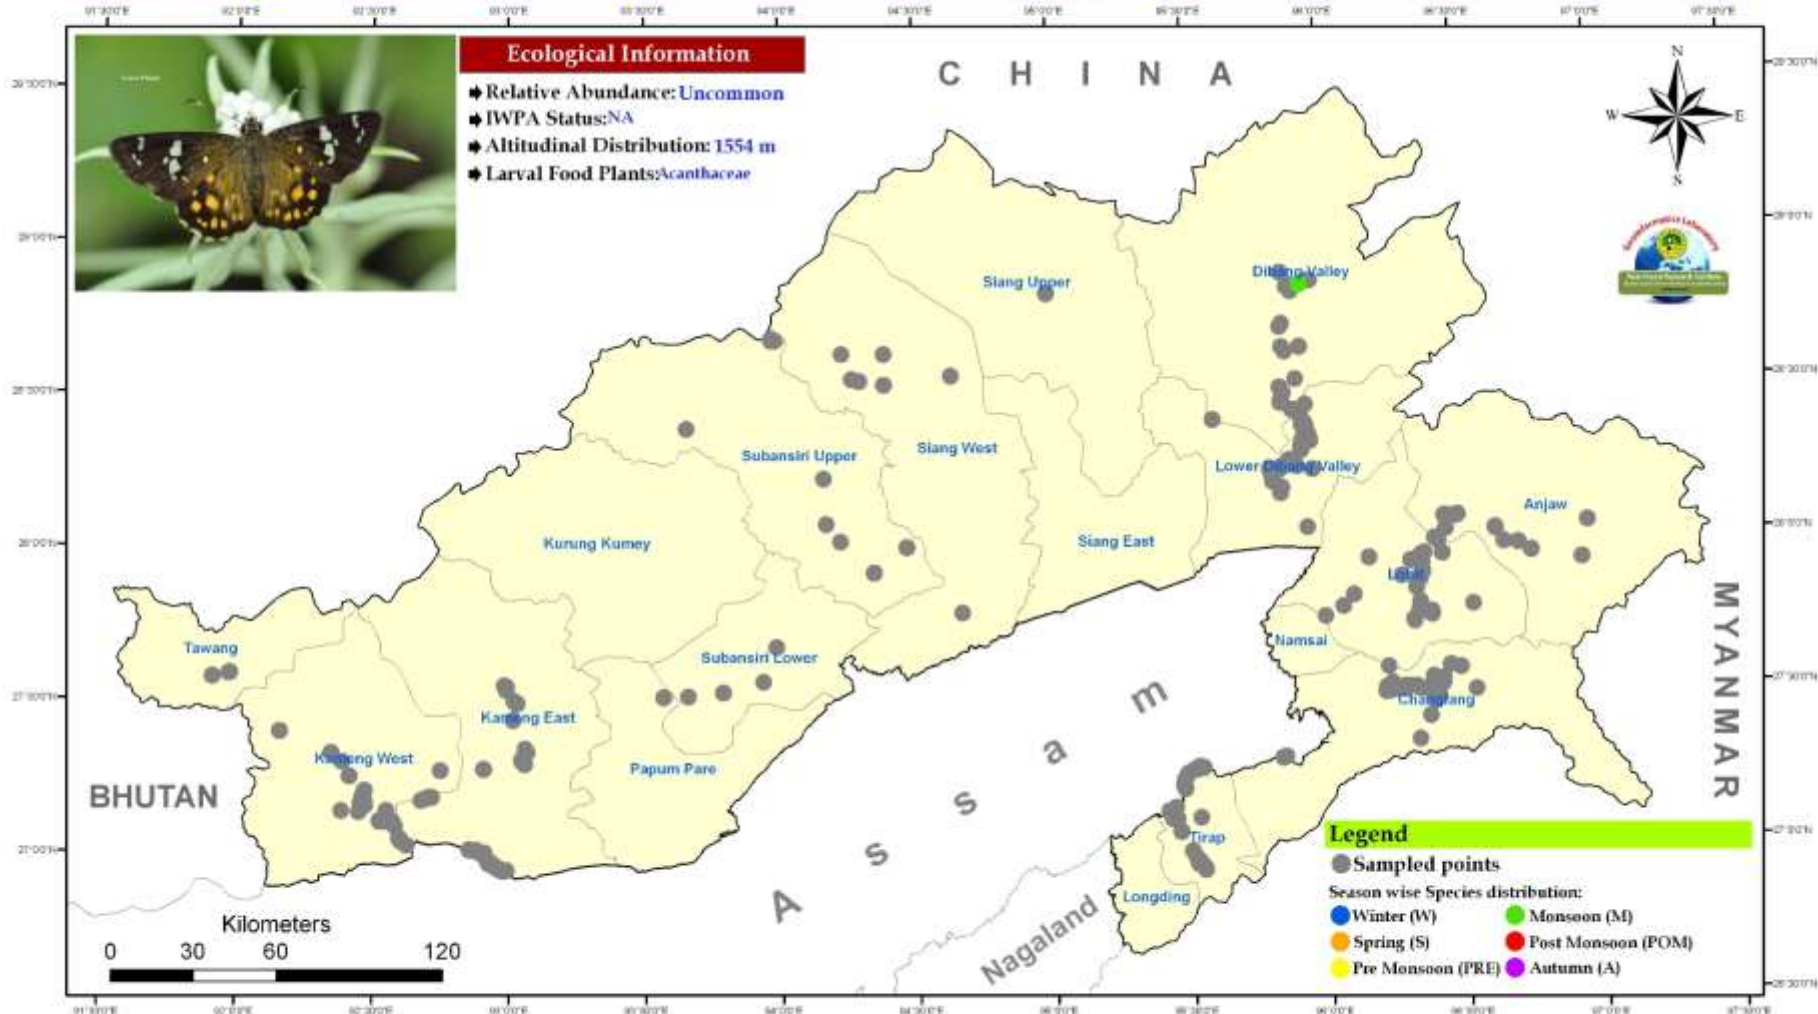 Ecological Information
Relative Abundance: Uncommon
IWPA Status:NA
Altitudinal Distribution: 1554 m
Larval Food Plants:Acanthaceae
C H I N A
N
W E
S
Dibang Valley
Siang Upper
Subansiri Upper
Siang West
Lower Dibang Valley
Anjaw
Kurung Kumey
Siang East
Lohit
Tawang
Subansiri Lower
Namsai
MYANMAR
Kameng East
Changlang
Kameng West
Papum Pare
BHUTAN
Assam
Tirap
Longding
Nagaland
Kilometers
0 30 60 120
Legend
Sampled points
Season wise Species distribution:
Winter (W) Monsoon (M)
Spring (S) Post Monsoon (POM)
Pre Monsoon (PRE) Autumn (A)